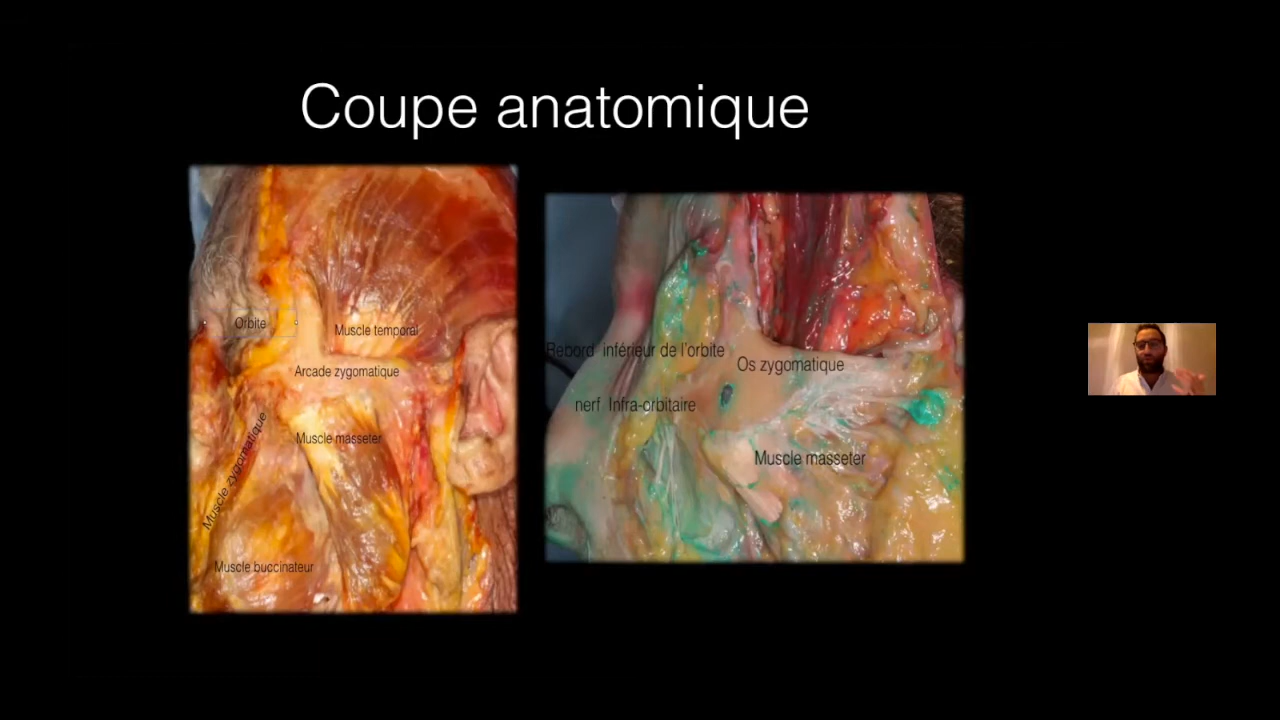 Coupe anatomique
Orbite
Muscle temporal
Arcade zygomatique
Muscle masseter
Muscle zygomatique
Muscle buccinateur
Rebord inférieur de l'orbite
Os zygomatique
nerf Infra-orbitaire
Muscle masseter